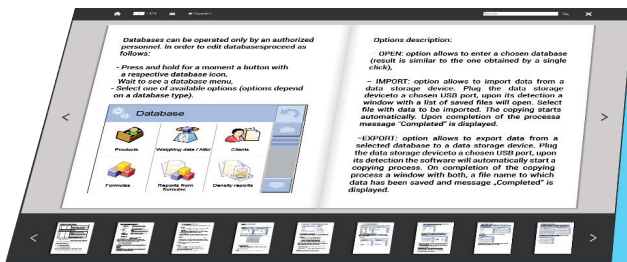 Databases can be operated only by an authorized
personnel. In order to edit databasesproceed as
follows:
- Press and hold for a moment a button with
a respective database icon,
- Wait to see a database menu,
- Select one of available options (options depend
on a database type).
Database
Products
Weighing data / Alibi
Clients
Formulas
Reports from
formulas
Density reports
Options description:
- OPEN: option allows to enter a chosen database
(result is similar to the one obtained by a single
click),
– IMPORT: option allows to import data from a
data storage device. Plug the data storage
deviceto a chosen USB port, upon its detection a
window with a list of saved files will open. Select
file with data to be imported. The copying starts
automatically. Upon completion of the processa
message "Completed" is displayed.
–EXPORT: option allows to export data from a
selected database to a data storage device. Plug
the data storage deviceto a chosen USB port, upon
its detection the software will automatically start a
copying process. On completion of the copying
process a window with both, a file name to which
data has been saved and message „Completed" is
displayed.